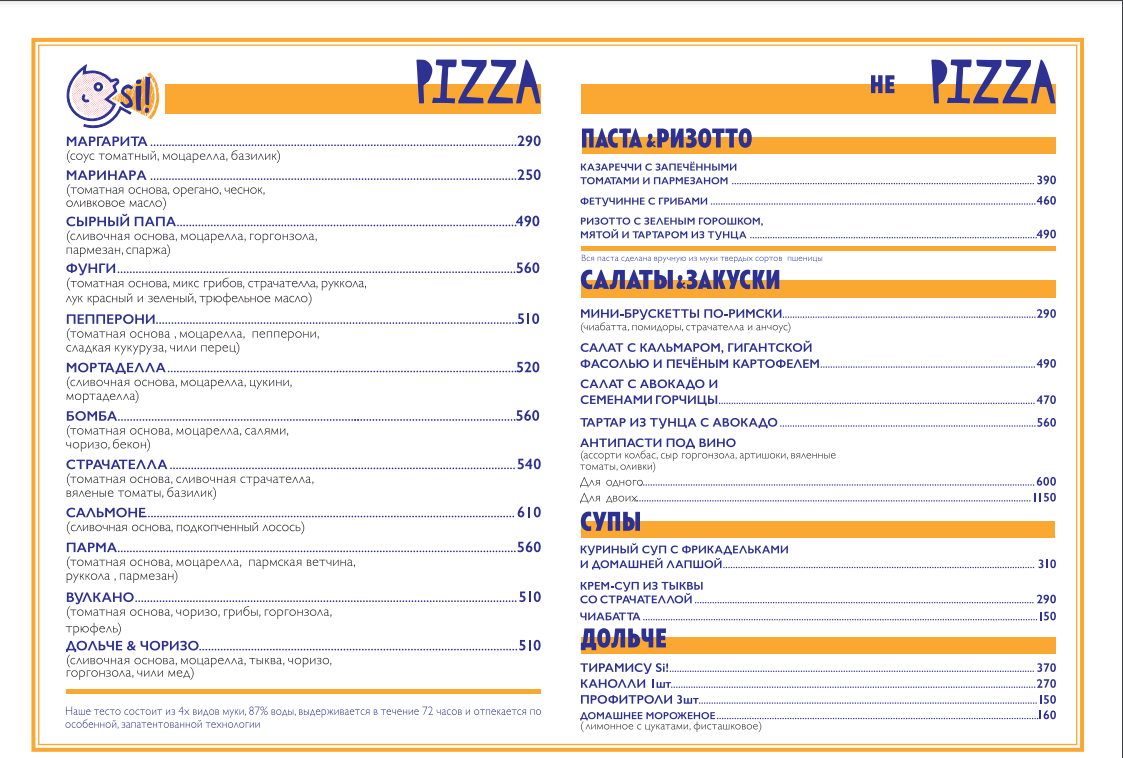 si!
PIZZA
МАРГАРИТА 290
(соус томатный, моцарелла, базилик)
МАРИНАРА 250
(томатная основа, орегано, чеснок,
оливковое масло)
СЫРНЫЙ ПАПА 490
(сливочная основа, моцарелла, горгонзола,
пармезан, спаржа)
ФУНГИ 560
(томатная основа, микс грибов, страчателла, руккола,
лук красный и зеленый, трюфельное масло)
ПЕППЕРОНИ 510
(томатная основа , моцарелла, пепперони,
сладкая кукуруза, чили перец)
МОРТАДЕЛЛА 520
(сливочная основа, моцарелла, цукини,
мортаделла)
БОМБА 560
(томатная основа, моцарелла, салями,
чоризо, бекон)
СТРАЧАТЕЛЛА 540
(томатная основа, сливочная страчателла,
вяленые томаты, базилик)
САЛЬМОНЕ 610
(сливочная основа, подкопченный лосось)
ПАРМА 560
(томатная основа, моцарелла, пармская ветчина,
руккола , пармезан)
ВУЛКАНО 510
(томатная основа, чоризо, грибы, горгонзола,
трюфель)
ДОЛЬЧЕ & ЧОРИЗО 510
(сливочная основа, моцарелла, тыква, чоризо,
горгонзола, чили мед)
Наше тесто состоит из 4х видов муки, 87% воды, выдерживается в течение 72 часов и отпекается по
особенной, запатентованной технологии
НЕ PIZZA
ПАСТА &РИЗОТТО
КАЗАРЕЧЧИ С ЗАПЕЧЁННЫМИ
ТОМАТАМИ И ПАРМЕЗАНОМ 390
ФЕТУЧИННЕ С ГРИБАМИ 460
РИЗОТТО С ЗЕЛЕНЫМ ГОРОШКОМ,
МЯТОЙ И ТАРТАРОМ ИЗ ТУНЦА 490
Вся паста сделана вручную из муки твердых сортов пшеницы
САЛАТЫ&ЗАКУСКИ
МИНИ-БРУСКЕТТЫ ПО-РИМСКИ 290
(чиабатта, помидоры, страчателла и анчоус)
САЛАТ С КАЛЬМАРОМ, ГИГАНТСКОЙ
ФАСОЛЬЮ И ПЕЧЁНЫМ КАРТОФЕЛЕМ 490
САЛАТ С АВОКАДО И
СЕМЕНАМИ ГОРЧИЦЫ 470
ТАРТАР ИЗ ТУНЦА С АВОКАДО 560
АНТИПАСТИ ПОД ВИНО
(ассорти колбас, сыр горгонзола, артишоки, вяленные
томаты, оливки)
Для одного 600
Для двоих 1150
СУПЫ
КУРИНЫЙ СУП С ФРИКАДЕЛЬКАМИ
И ДОМАШНЕЙ ЛАПШОЙ 310
КРЕМ-СУП ИЗ ТЫКВЫ
СО СТРАЧАТЕЛЛОЙ 290
ЧИАБАТТА 150
ДОЛЬЧЕ
ТИРАМИСУ Si! 370
КАНОЛЛИ 1шт 270
ПРОФИТРОЛИ 3шт 150
ДОМАШНЕЕ МОРОЖЕНОЕ 160
( лимонное с цукатами, фисташковое)